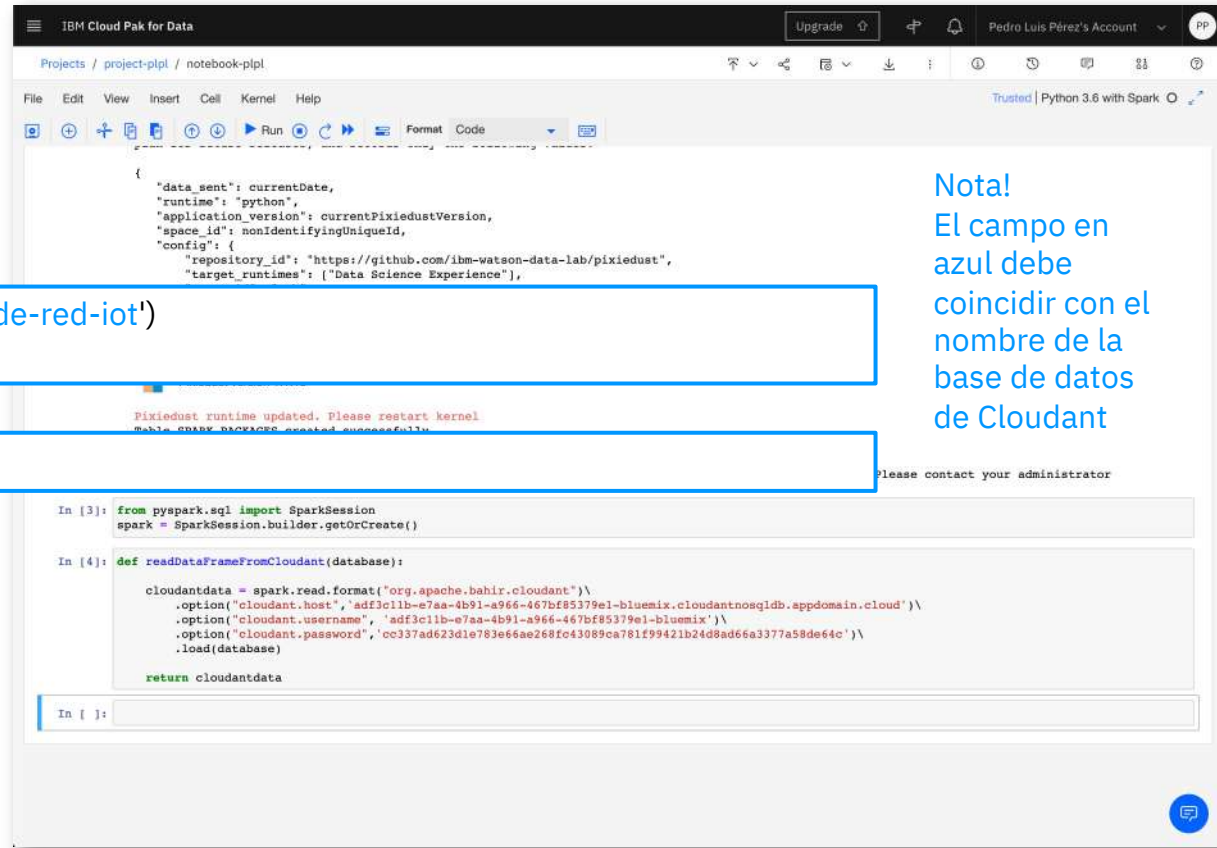 IBM Cloud Pak for Data
Upgrade
Pedro Luis Pérez's Account
PP
Projects / project-plpl / notebook-plpl
File Edit View Insert Cell Kernel Help
Trusted | Python 3.6 with Spark
Run
Format Code
{
"data_sent": currentDate,
"runtime": "python",
"application_version": currentPixiedustVersion,
"space_id": nonIdentifyingUniqueId,
"config": {
"repository_id": "https://github.com/ibm-watson-data-lab/pixiedust",
"target_runtimes": ["Data Science Experience"],
de-red-iot')
Nota!
El campo en
azul debe
coincidir con el
nombre de la
base de datos
de Cloudant
Pixiedust runtime updated. Please restart kernel
Table SPARK_PACKAGES created successfully
Please contact your administrator
In [3]: from pyspark.sql import SparkSession
spark = SparkSession.builder.getOrCreate()
In [4]: def readDataFrameFromCloudant(database):
cloudantdata = spark.read.format("org.apache.bahir.cloudant")\
.option("cloudant.host",'adf3c11b-e7aa-4b91-a966-467bf85379e1-bluemix.cloudantnosqldb.appdomain.cloud')\
.option("cloudant.username", 'adf3c11b-e7aa-4b91-a966-467bf85379e1-bluemix')\
.option("cloudant.password",'cc337ad623d1e783e66ae268fc43089ca781f99421b24d8ad66a3377a58de64c')\
.load(database)
return cloudantdata
In [ ]: